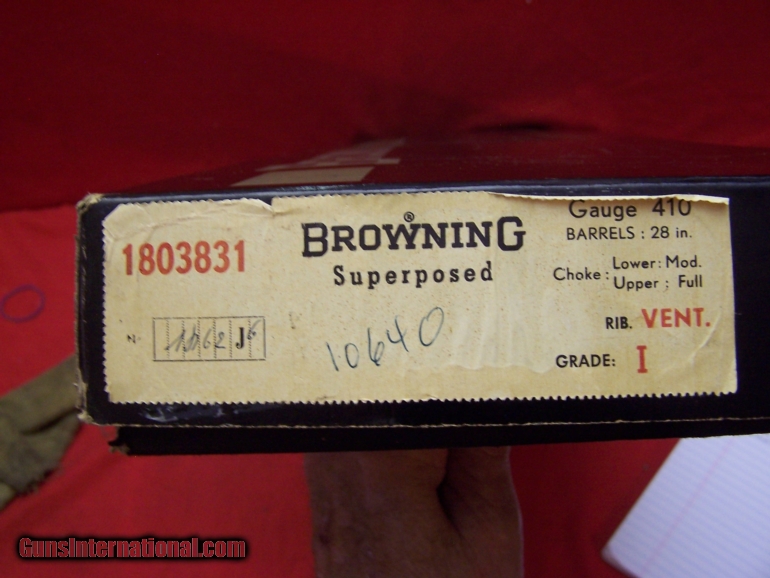 1803831
BROWNING®
Superposed
Gauge 410
BARRELS : 28 in.
Choke : Lower : Mod.
Upper : Full
RIB. VENT.
GRADE: I
N° J6
10640
GunsInternational.com